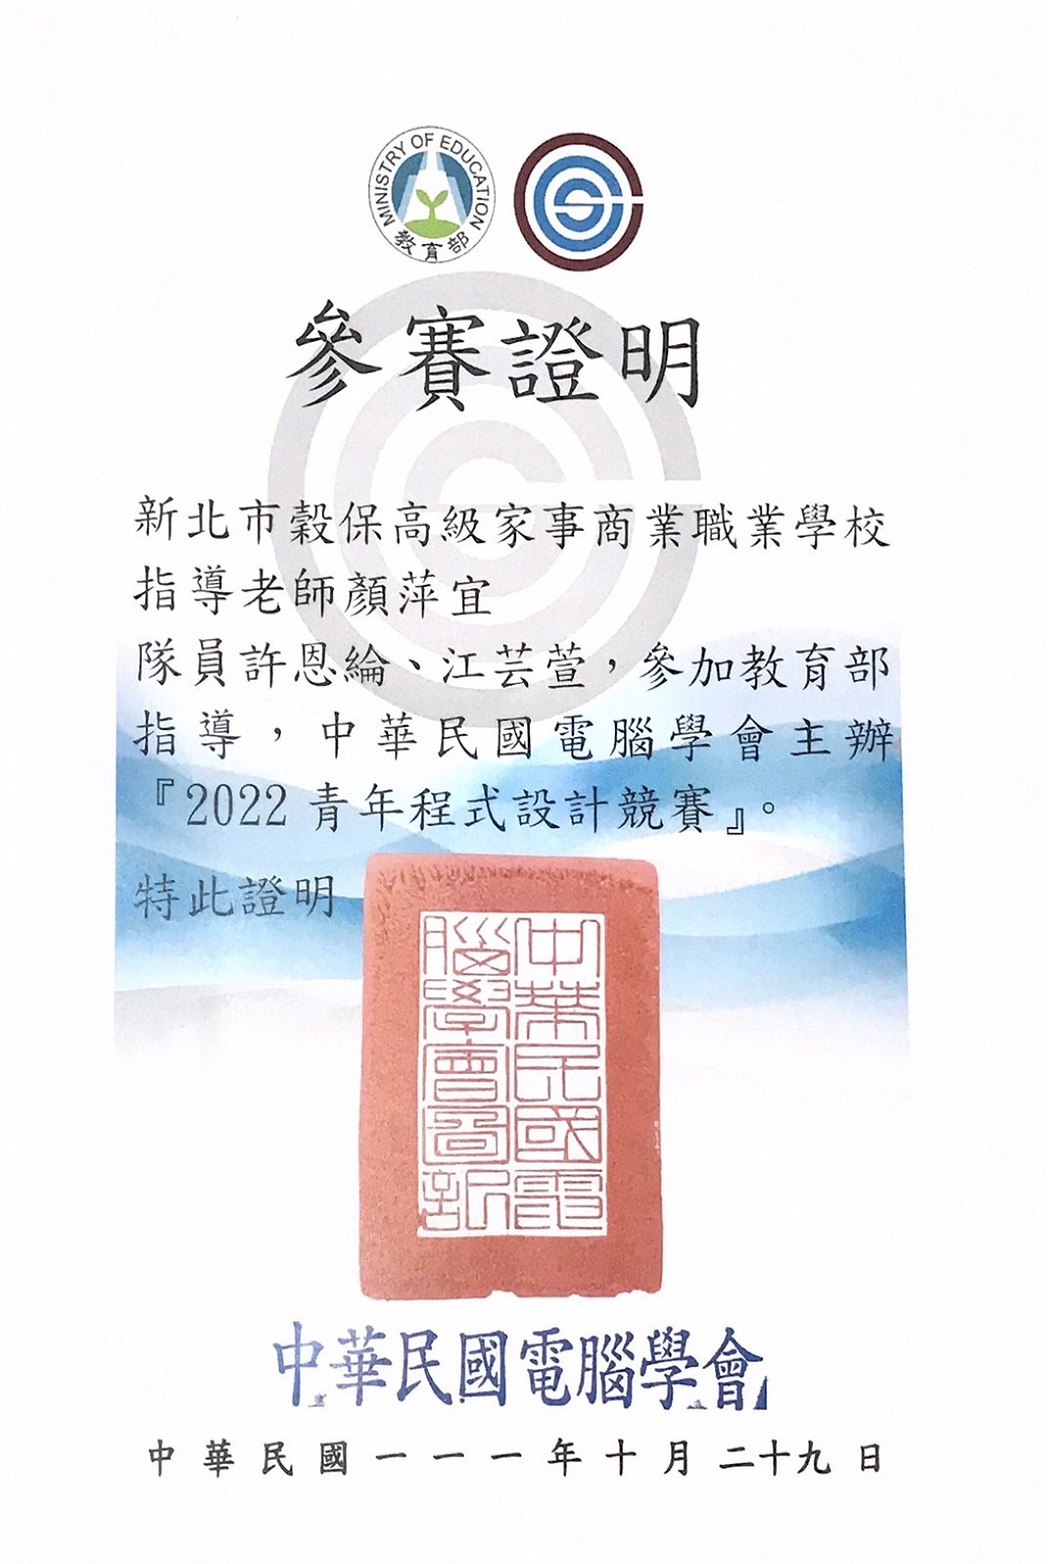 MINISTRY OF EDUCATION
教育部
參賽證明
新北市穀保高級家事商業職業學校
指導老師顏萍宜
隊員許恩綸、江芸萱，參加教育部
指導，中華民國電腦學會主辦
『2022 青年程式設計競賽』。
特此證明
中華民國電
腦學會圖記
中華民國電腦學會
中華民國一一一年十月二十九日